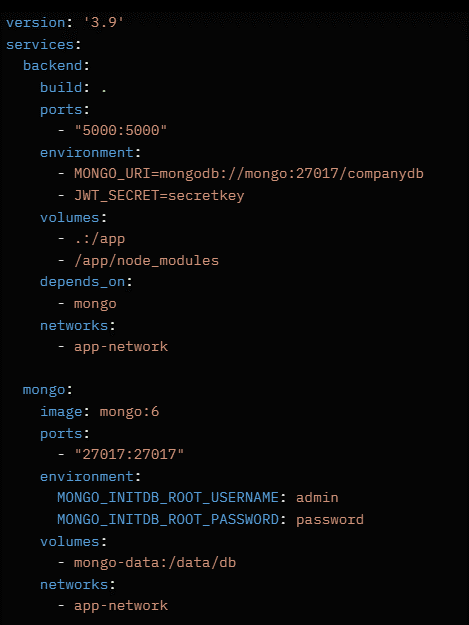 version: '3.9'
services:
  backend:
    build: .
    ports:
      - "5000:5000"
    environment:
      - MONGO_URI=mongodb://mongo:27017/companydb
      - JWT_SECRET=secretkey
    volumes:
      - .:/app
      - /app/node_modules
    depends_on:
      - mongo
    networks:
      - app-network

  mongo:
    image: mongo:6
    ports:
      - "27017:27017"
    environment:
      MONGO_INITDB_ROOT_USERNAME: admin
      MONGO_INITDB_ROOT_PASSWORD: password
    volumes:
      - mongo-data:/data/db
    networks:
      - app-network